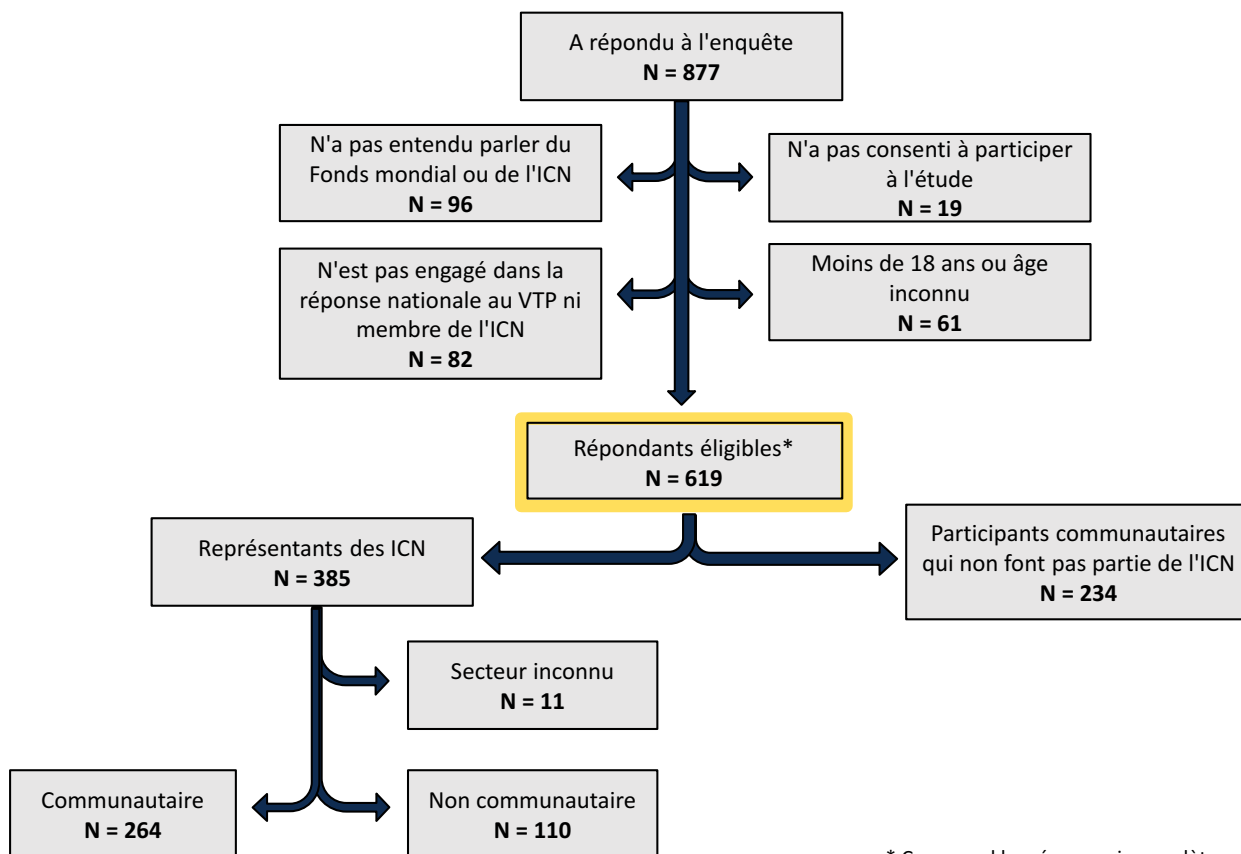 A répondu à l'enquête
N = 877
N'a pas entendu parler du
Fonds mondial ou de l'ICN
N = 96
N'a pas consenti à participer
à l'étude
N = 19
N'est pas engagé dans la
réponse nationale au VTP ni
membre de l'ICN
N = 82
Moins de 18 ans ou âge
inconnu
N = 61
Répondants éligibles*
N = 619
Représentants des ICN
N = 385
Participants communautaires
qui non font pas partie de l'ICN
N = 234
Secteur inconnu
N = 11
Communautaire
N = 264
Non communautaire
N = 110